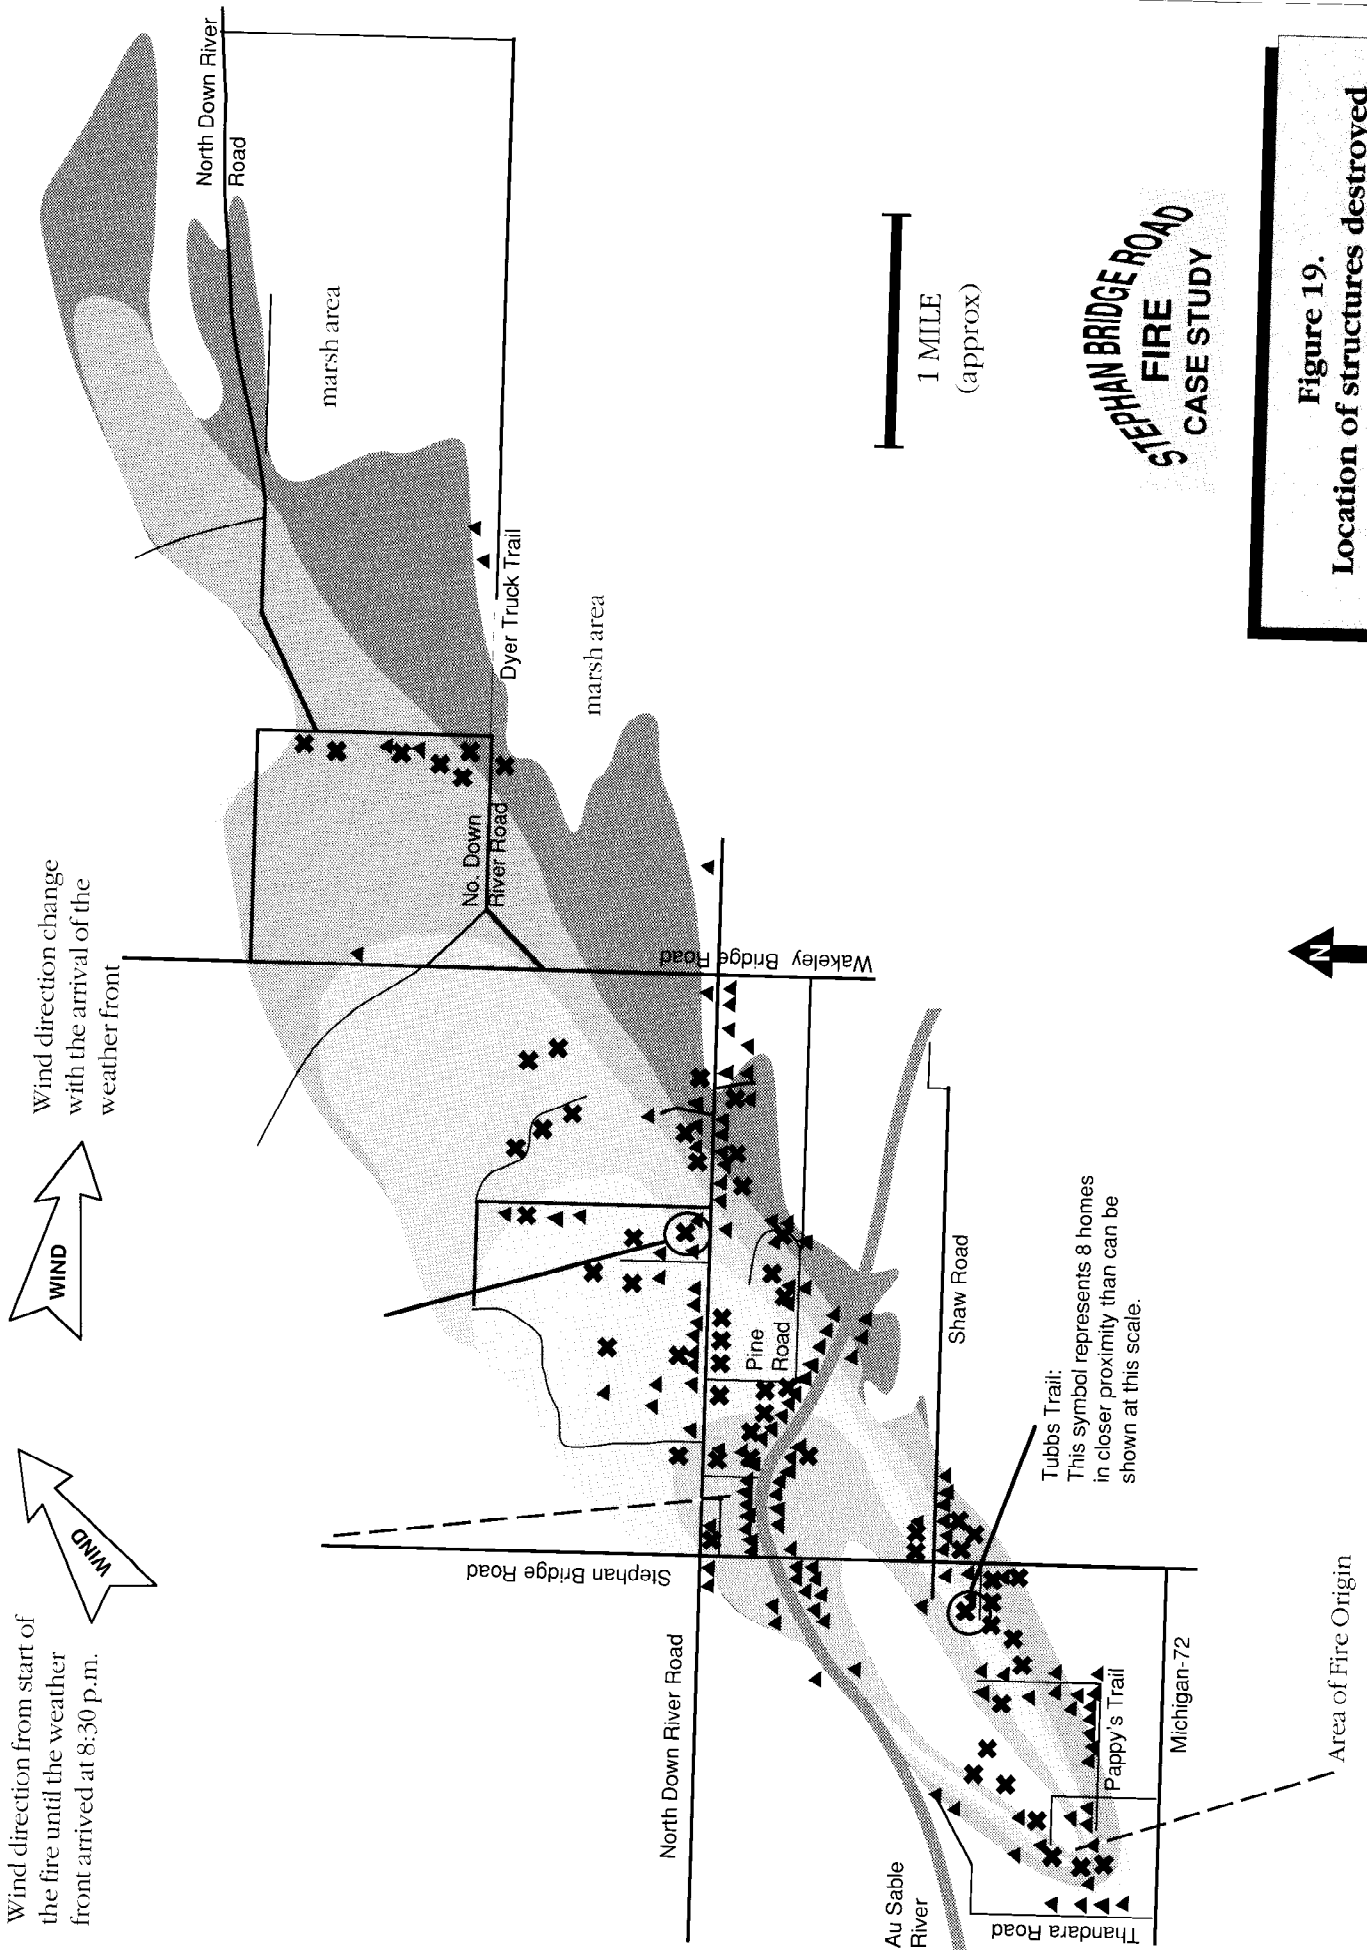 Wind direction from start of
the fire until the weather
front arrived at 8:30 p.m.
WIND
WIND
Wind direction change
with the arrival of the
weather front
North Down River
Road
marsh area
Dyer Truck Trail
marsh area
No. Down
River Road
Wakeley Bridge Road
Stephan Bridge Road
North Down River Road
Pine
Road
Shaw Road
Au Sable
River
Thandara Road
Pappy's Trail
Michigan-72
Tubbs Trail:
This symbol represents 8 homes
in closer proximity than can be
shown at this scale.
Area of Fire Origin
N
1 MILE
(approx)
STEPHAN BRIDGE ROAD
FIRE
CASE STUDY
Figure 19.
Location of structures destroyed